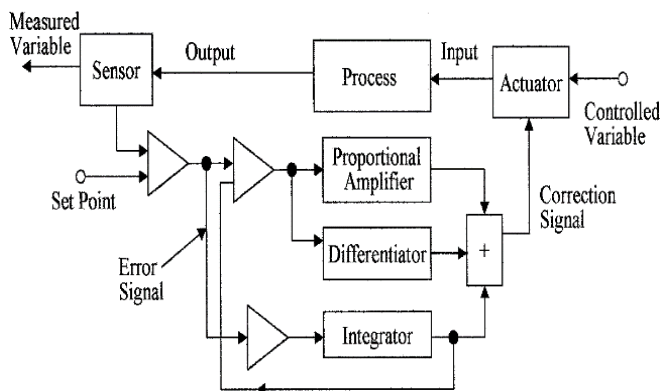 Measured
Variable
Sensor
Output
Process
Input
Actuator
Controlled
Variable
Set Point
Proportional
Amplifier
Correction
Signal
Differentiator
+
Error
Signal
Integrator